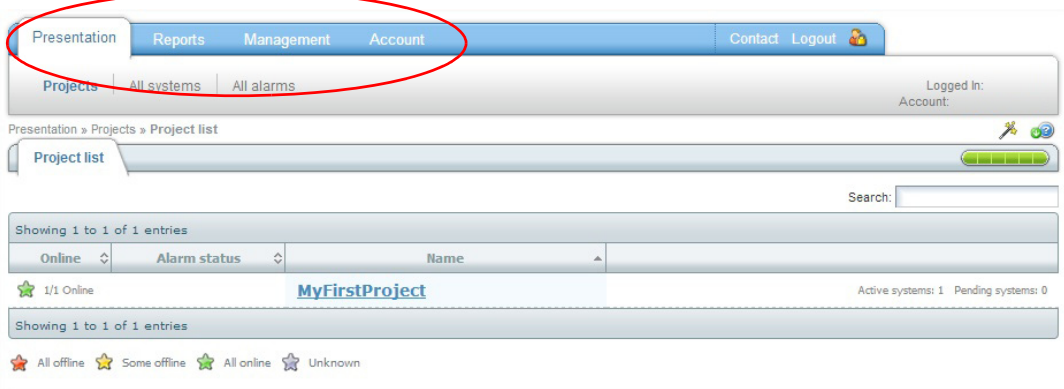 Presentation Reports Management Account Contact Logout
Projects All systems All alarms Logged In:
Account:
Presentation » Projects » Project list
Project list
Search:
Showing 1 to 1 of 1 entries
Online Alarm status Name
1/1 Online MyFirstProject Active systems: 1 Pending systems: 0
Showing 1 to 1 of 1 entries
All offline Some offline All online Unknown